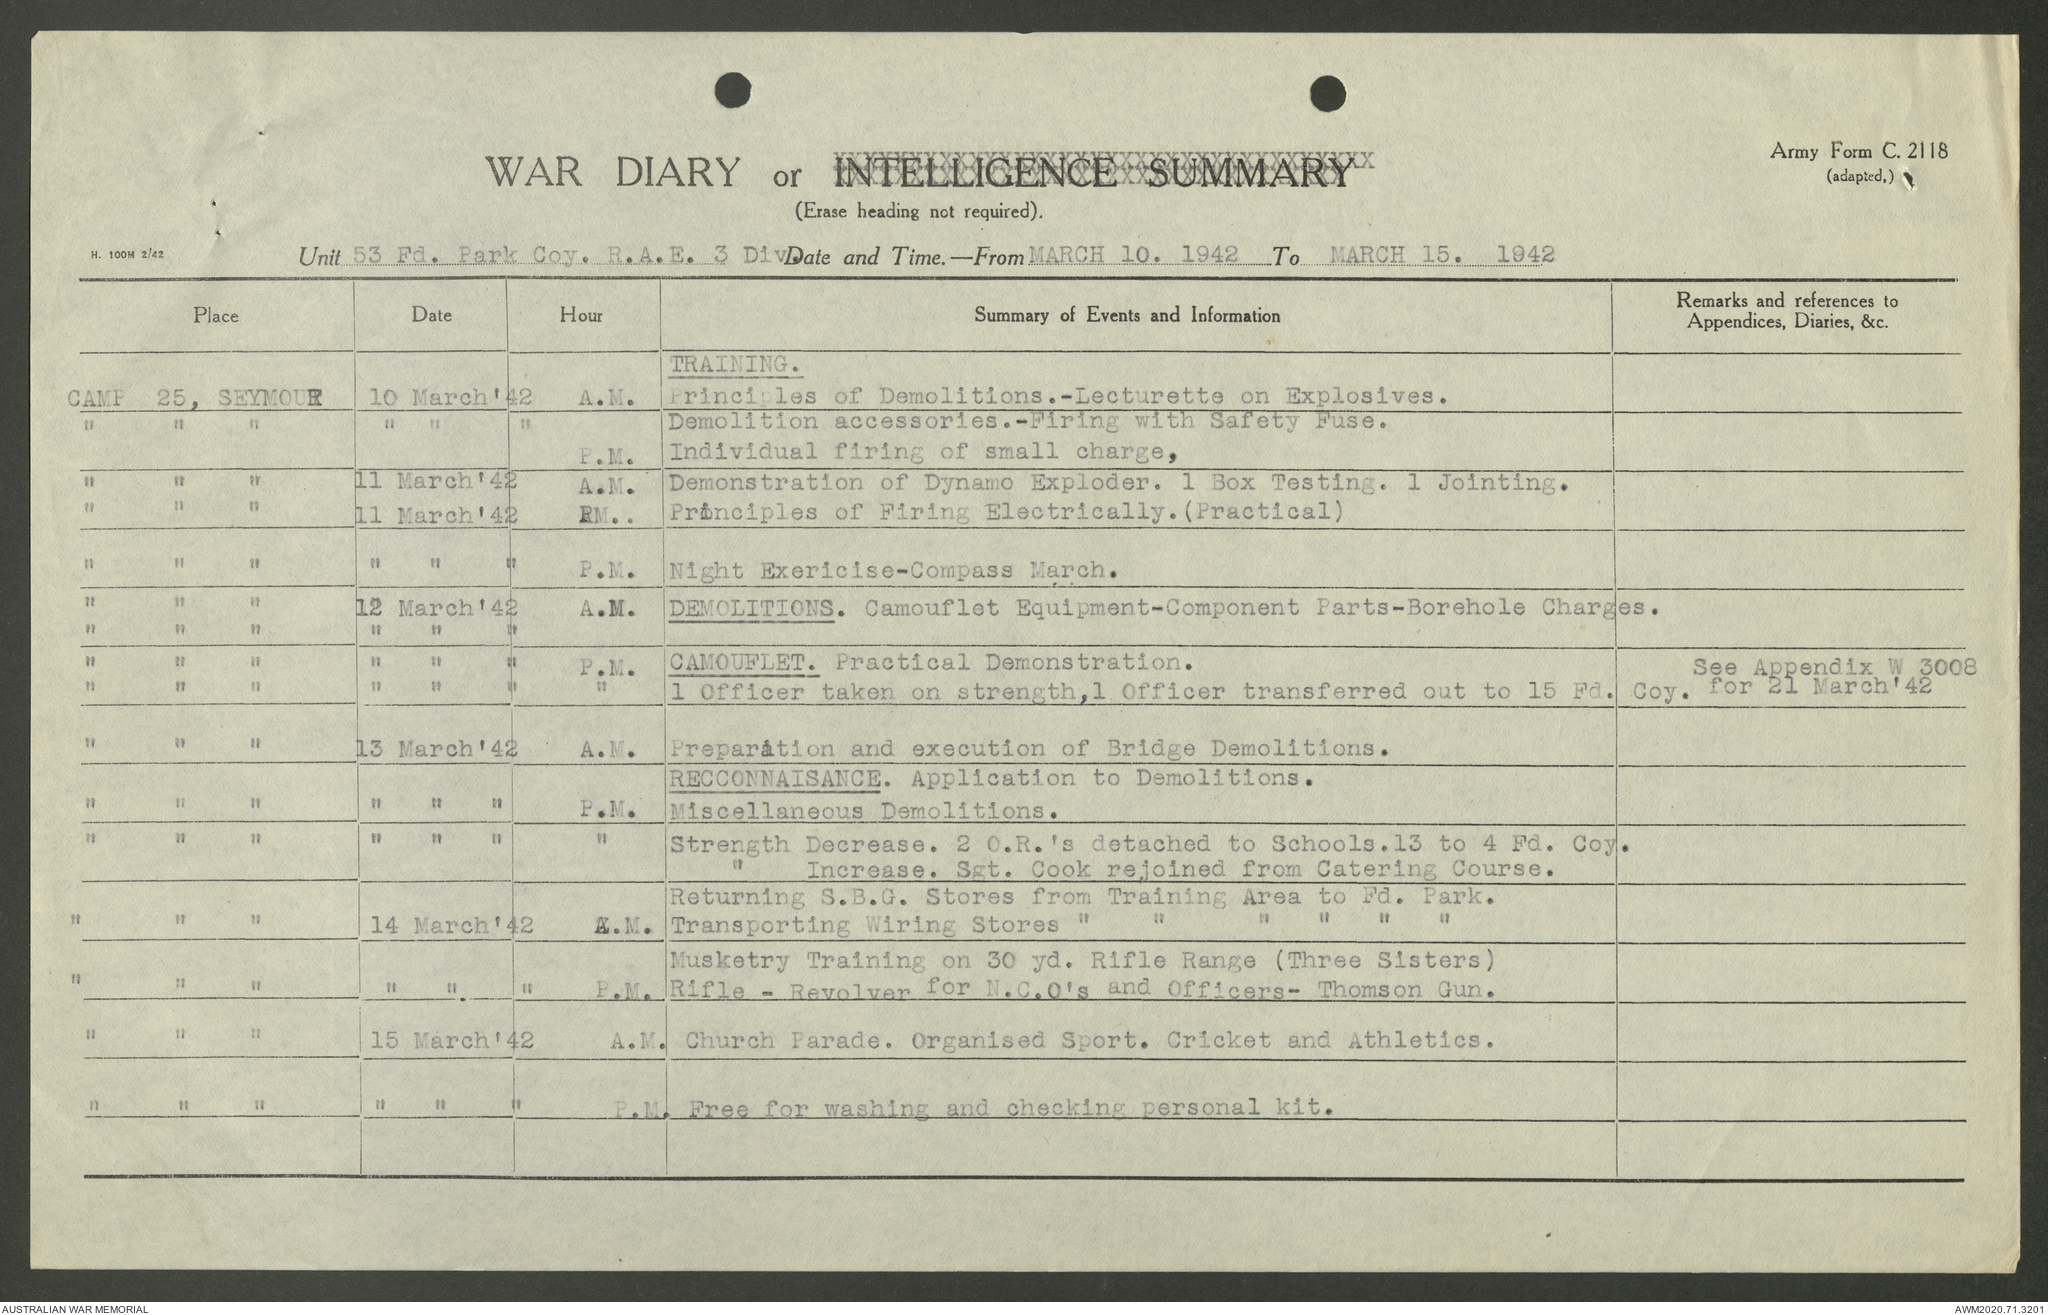 Army Form C. 2118
(adapted.)
WAR DIARY or INTELLIGENCE SUMMARY
(Erase heading not required).
H. 100M 2/42
Unit 53 Fd. Park Coy. R.A.E. 3 Div. Date and Time.—From MARCH 10. 1942 To MARCH 15. 1942
Place Date Hour Summary of Events and Information Remarks and references to
Appendices, Diaries, &c.
TRAINING.
CAMP 25, SEYMOUR 10 March '42 A.M. Principles of Demolitions.-Lecturette on Explosives.
" " " " " " Demolition accessories.-Firing with Safety Fuse.
P.M. Individual firing of small charge,
" " " 11 March '42 A.M. Demonstration of Dynamo Exploder. 1 Box Testing. 1 Jointing.
" " " 11 March '42 PM.. Principles of Firing Electrically.(Practical)
" " " " " " P.M. Night Exericise-Compass March.
" " " 12 March '42 A.M. DEMOLITIONS. Camouflet Equipment-Component Parts-Borehole Charges.
" " " " " "
" " " " " " P.M. CAMOUFLET. Practical Demonstration. See Appendix W 3008
" " " " " " " 1 Officer taken on strength,1 Officer transferred out to 15 Fd. Coy. for 21 March '42
" " " 13 March '42 A.M. Preparation and execution of Bridge Demolitions.
RECCONNAISANCE. Application to Demolitions.
" " " " " " P.M. Miscellaneous Demolitions.
" " " " " " " Strength Decrease. 2 O.R.'s detached to Schools.13 to 4 Fd. Coy.
" Increase. Sgt. Cook rejoined from Catering Course.
Returning S.B.G. Stores from Training Area to Fd. Park.
" " " 14 March '42 A.M. Transporting Wiring Stores " " " " " "
Musketry Training on 30 yd. Rifle Range (Three Sisters)
" " " " " " P.M. Rifle - Revolver for N.C.O's and Officers- Thomson Gun.
" " " 15 March '42 A.M. Church Parade. Organised Sport. Cricket and Athletics.
" " " " " " P.M. Free for washing and checking personal kit.
AUSTRALIAN WAR MEMORIAL AWM2020.71.3201